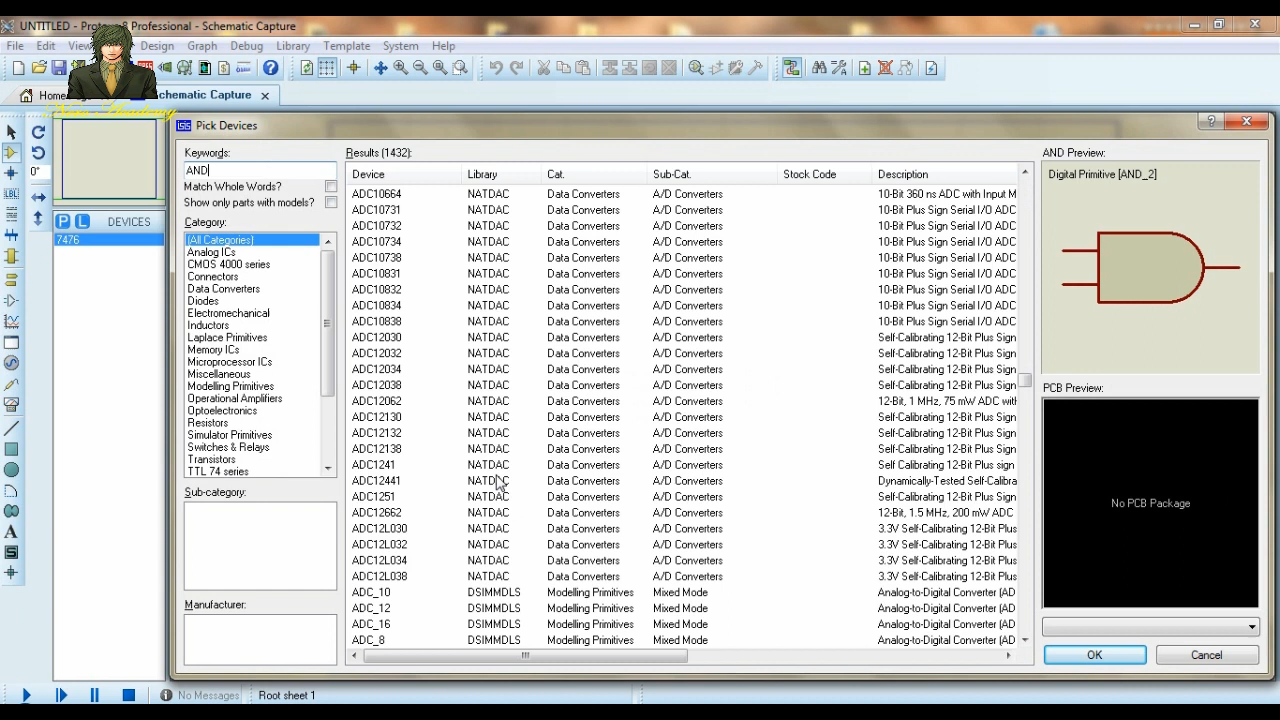 UNTITLED - Proteus 8 Professional - Schematic Capture
File Edit View Design Graph Debug Library Template System Help
Schematic Capture
Pick Devices
Keywords:
AND
Match Whole Words?
Show only parts with models?
Category:
(All Categories)
Analog ICs
CMOS 4000 series
Connectors
Data Converters
Diodes
Electromechanical
Inductors
Laplace Primitives
Memory ICs
Microprocessor ICs
Miscellaneous
Modelling Primitives
Operational Amplifiers
Optoelectronics
Resistors
Simulator Primitives
Switches & Relays
Transistors
TTL 74 series
Sub-category:
Manufacturer:
0°
P L DEVICES
7476
Results (1432):
Device Library Cat. Sub-Cat. Stock Code Description
ADC10664 NATDAC Data Converters A/D Converters 10-Bit 360 ns ADC with Input M
ADC10731 NATDAC Data Converters A/D Converters 10-Bit Plus Sign Serial I/O ADC
ADC10732 NATDAC Data Converters A/D Converters 10-Bit Plus Sign Serial I/O ADC
ADC10734 NATDAC Data Converters A/D Converters 10-Bit Plus Sign Serial I/O ADC
ADC10738 NATDAC Data Converters A/D Converters 10-Bit Plus Sign Serial I/O ADC
ADC10831 NATDAC Data Converters A/D Converters 10-Bit Plus Sign Serial I/O ADC
ADC10832 NATDAC Data Converters A/D Converters 10-Bit Plus Sign Serial I/O ADC
ADC10834 NATDAC Data Converters A/D Converters 10-Bit Plus Sign Serial I/O ADC
ADC10838 NATDAC Data Converters A/D Converters 10-Bit Plus Sign Serial I/O ADC
ADC12030 NATDAC Data Converters A/D Converters Self-Calibrating 12-Bit Plus Sign
ADC12032 NATDAC Data Converters A/D Converters Self-Calibrating 12-Bit Plus Sign
ADC12034 NATDAC Data Converters A/D Converters Self-Calibrating 12-Bit Plus Sign
ADC12038 NATDAC Data Converters A/D Converters Self-Calibrating 12-Bit Plus Sign
ADC12062 NATDAC Data Converters A/D Converters 12-Bit, 1 MHz, 75 mW ADC with
ADC12130 NATDAC Data Converters A/D Converters Self-Calibrating 12-Bit Plus Sign
ADC12132 NATDAC Data Converters A/D Converters Self-Calibrating 12-Bit Plus Sign
ADC12138 NATDAC Data Converters A/D Converters Self-Calibrating 12-Bit Plus Sign
ADC1241 NATDAC Data Converters A/D Converters Self Calibrating 12-Bit Plus sign
ADC12441 NATDAC Data Converters A/D Converters Dynamically-Tested Self-Calibra
ADC1251 NATDAC Data Converters A/D Converters Self-Calibrating 12-Bit Plus Sign
ADC12662 NATDAC Data Converters A/D Converters 12-Bit, 1.5 MHz, 200 mW ADC
ADC12L030 NATDAC Data Converters A/D Converters 3.3V Self-Calibrating 12-Bit Plus
ADC12L032 NATDAC Data Converters A/D Converters 3.3V Self-Calibrating 12-Bit Plus
ADC12L034 NATDAC Data Converters A/D Converters 3.3V Self-Calibrating 12-Bit Plus
ADC12L038 NATDAC Data Converters A/D Converters 3.3V Self-Calibrating 12-Bit Plus
ADC_10 DSIMMDLS Modelling Primitives Mixed Mode Analog-to-Digital Converter (AD
ADC_12 DSIMMDLS Modelling Primitives Mixed Mode Analog-to-Digital Converter (AD
ADC_16 DSIMMDLS Modelling Primitives Mixed Mode Analog-to-Digital Converter (AD
ADC_8 DSIMMDLS Modelling Primitives Mixed Mode Analog-to-Digital Converter (AD
AND Preview:
Digital Primitive [AND_2]
PCB Preview:
No PCB Package
OK Cancel
No Messages Root sheet 1